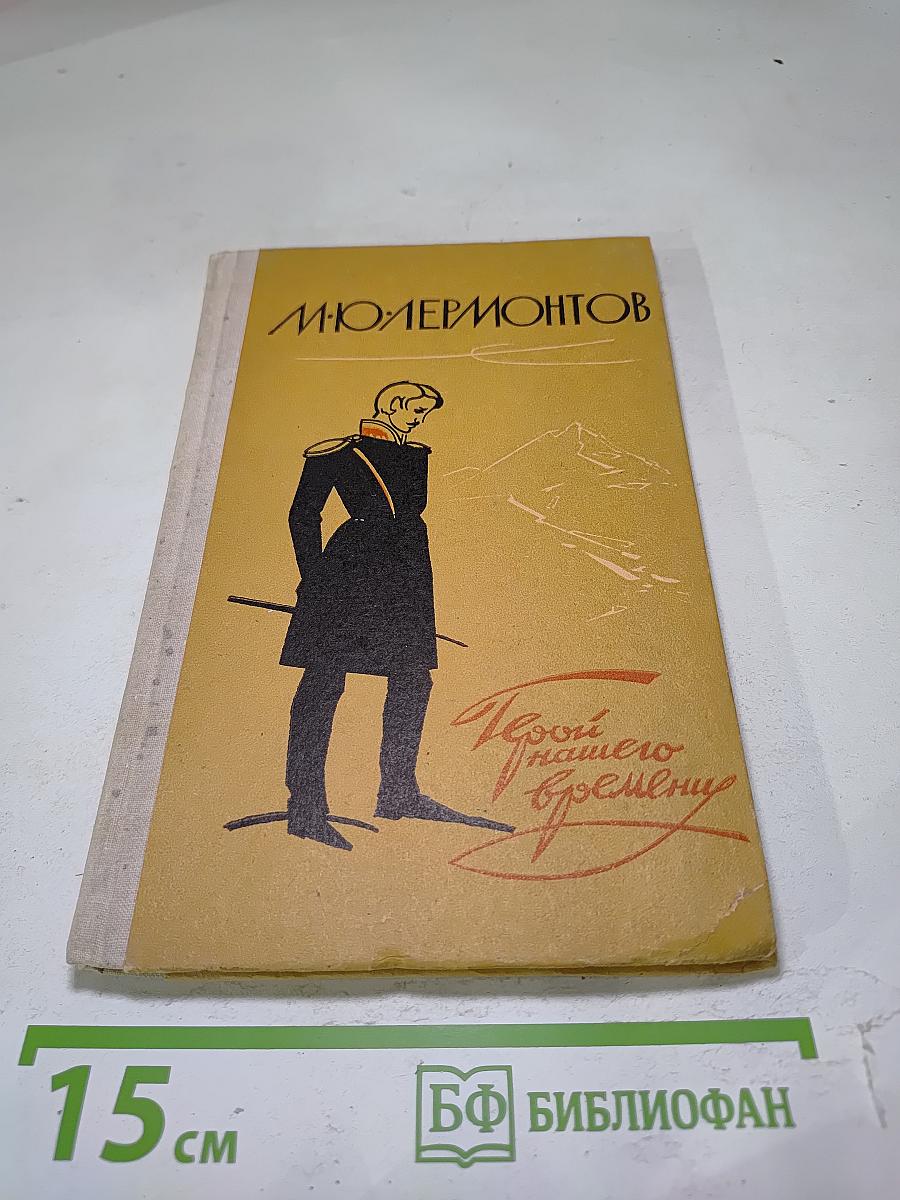 М·Ю·ЛЕРМОНТОВ
Герой
нашего
времени
15 см
БФ БИБЛИОФАН